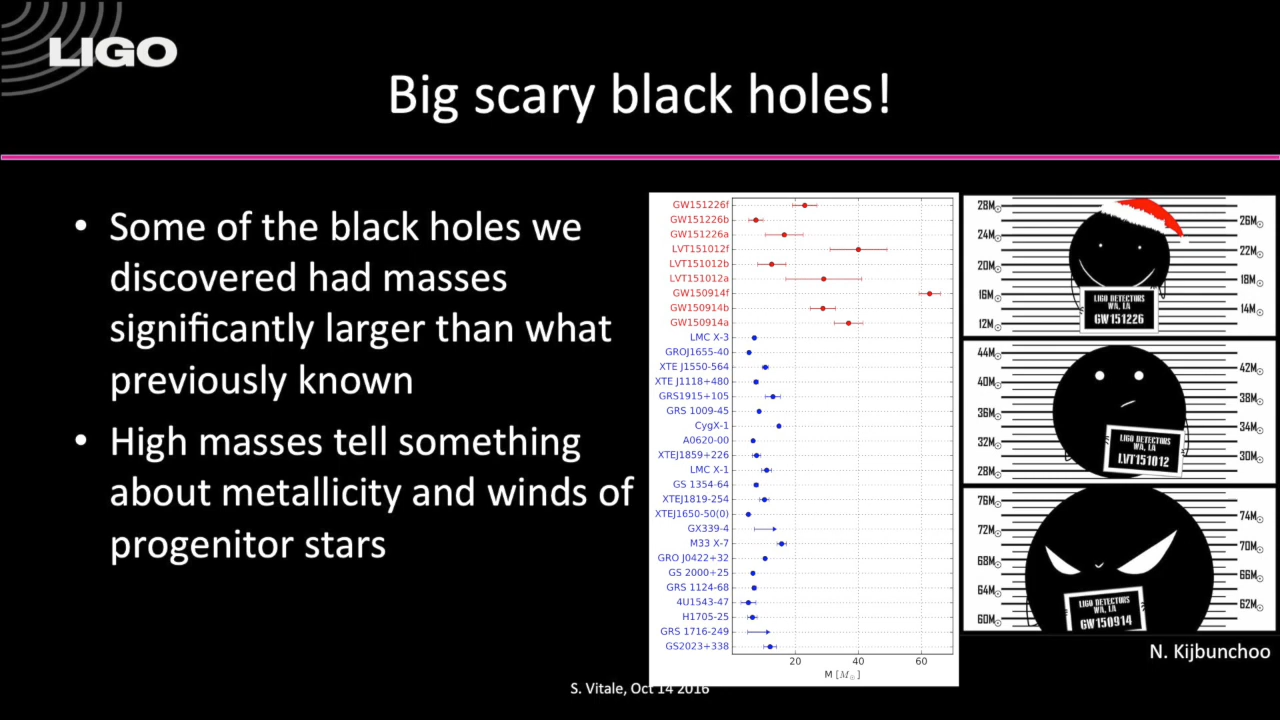 LIGO
Big scary black holes!
• Some of the black holes we
discovered had masses
significantly larger than what
previously known
• High masses tell something
about metallicity and winds of
progenitor stars
GW151226f
GW151226b
GW151226a
LVT151012f
LVT151012b
LVT151012a
GW150914f
GW150914b
GW150914a
LMC X-3
GROJ1655-40
XTE J1550-564
XTE J1118+480
GRS1915+105
GRS 1009-45
CygX-1
A0620-00
XTEJ1859+226
LMC X-1
GS 1354-64
XTEJ1819-254
XTEJ1650-50(0)
GX339-4
M33 X-7
GRO J0422+32
GS 2000+25
GRS 1124-68
4U1543-47
H1705-25
GRS 1716-249
GS2023+338
20 40 60
M [M☉]
28M☉
26M☉
24M☉
22M☉
20M☉
18M☉
16M☉
14M☉
12M☉
LIGO DETECTORS
WA, LA
GW151226
44M☉
42M☉
40M☉
38M☉
36M☉
34M☉
32M☉
30M☉
28M☉
LIGO DETECTORS
WA, LA
LVT151012
76M☉
74M☉
72M☉
70M☉
68M☉
66M☉
64M☉
62M☉
60M☉
LIGO DETECTORS
WA, LA
GW150914
N. Kijbunchoo
S. Vitale, Oct 14 2016